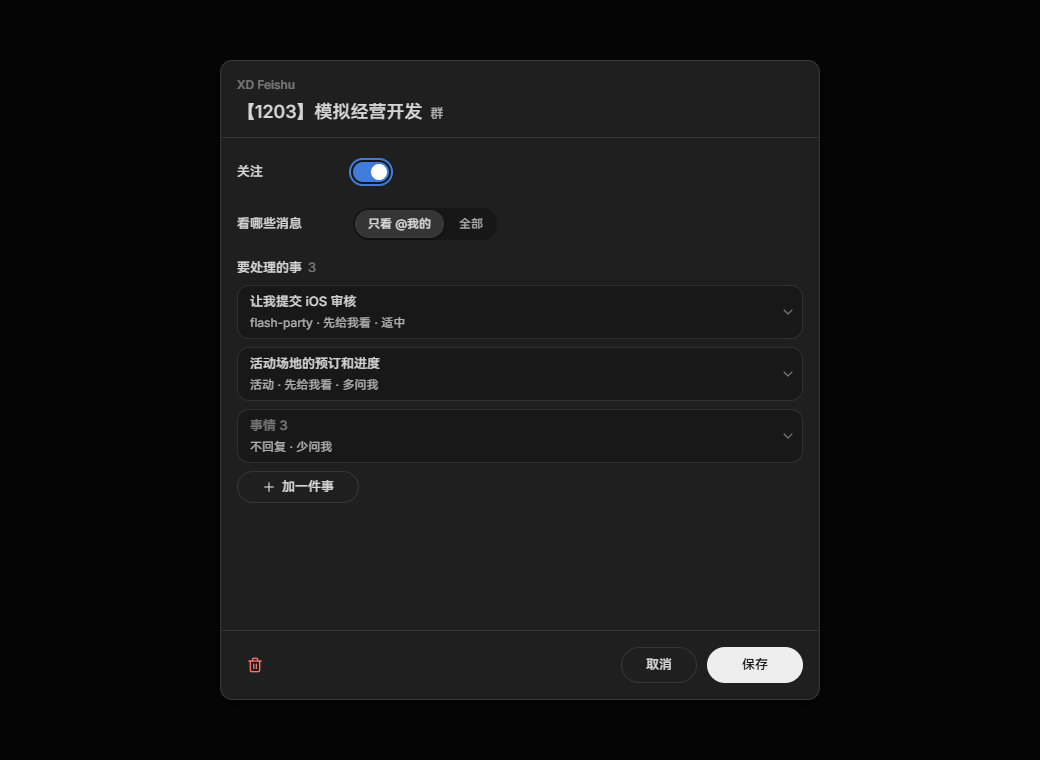 XD Feishu
【1203】模拟经营开发 群
关注
看哪些消息 只看 @我的 全部
要处理的事 3
让我提交 iOS 审核
flash-party · 先给我看 · 适中
活动场地的预订和进度
活动 · 先给我看 · 多问我
事情 3
不回复 · 少问我
+ 加一件事
取消 保存